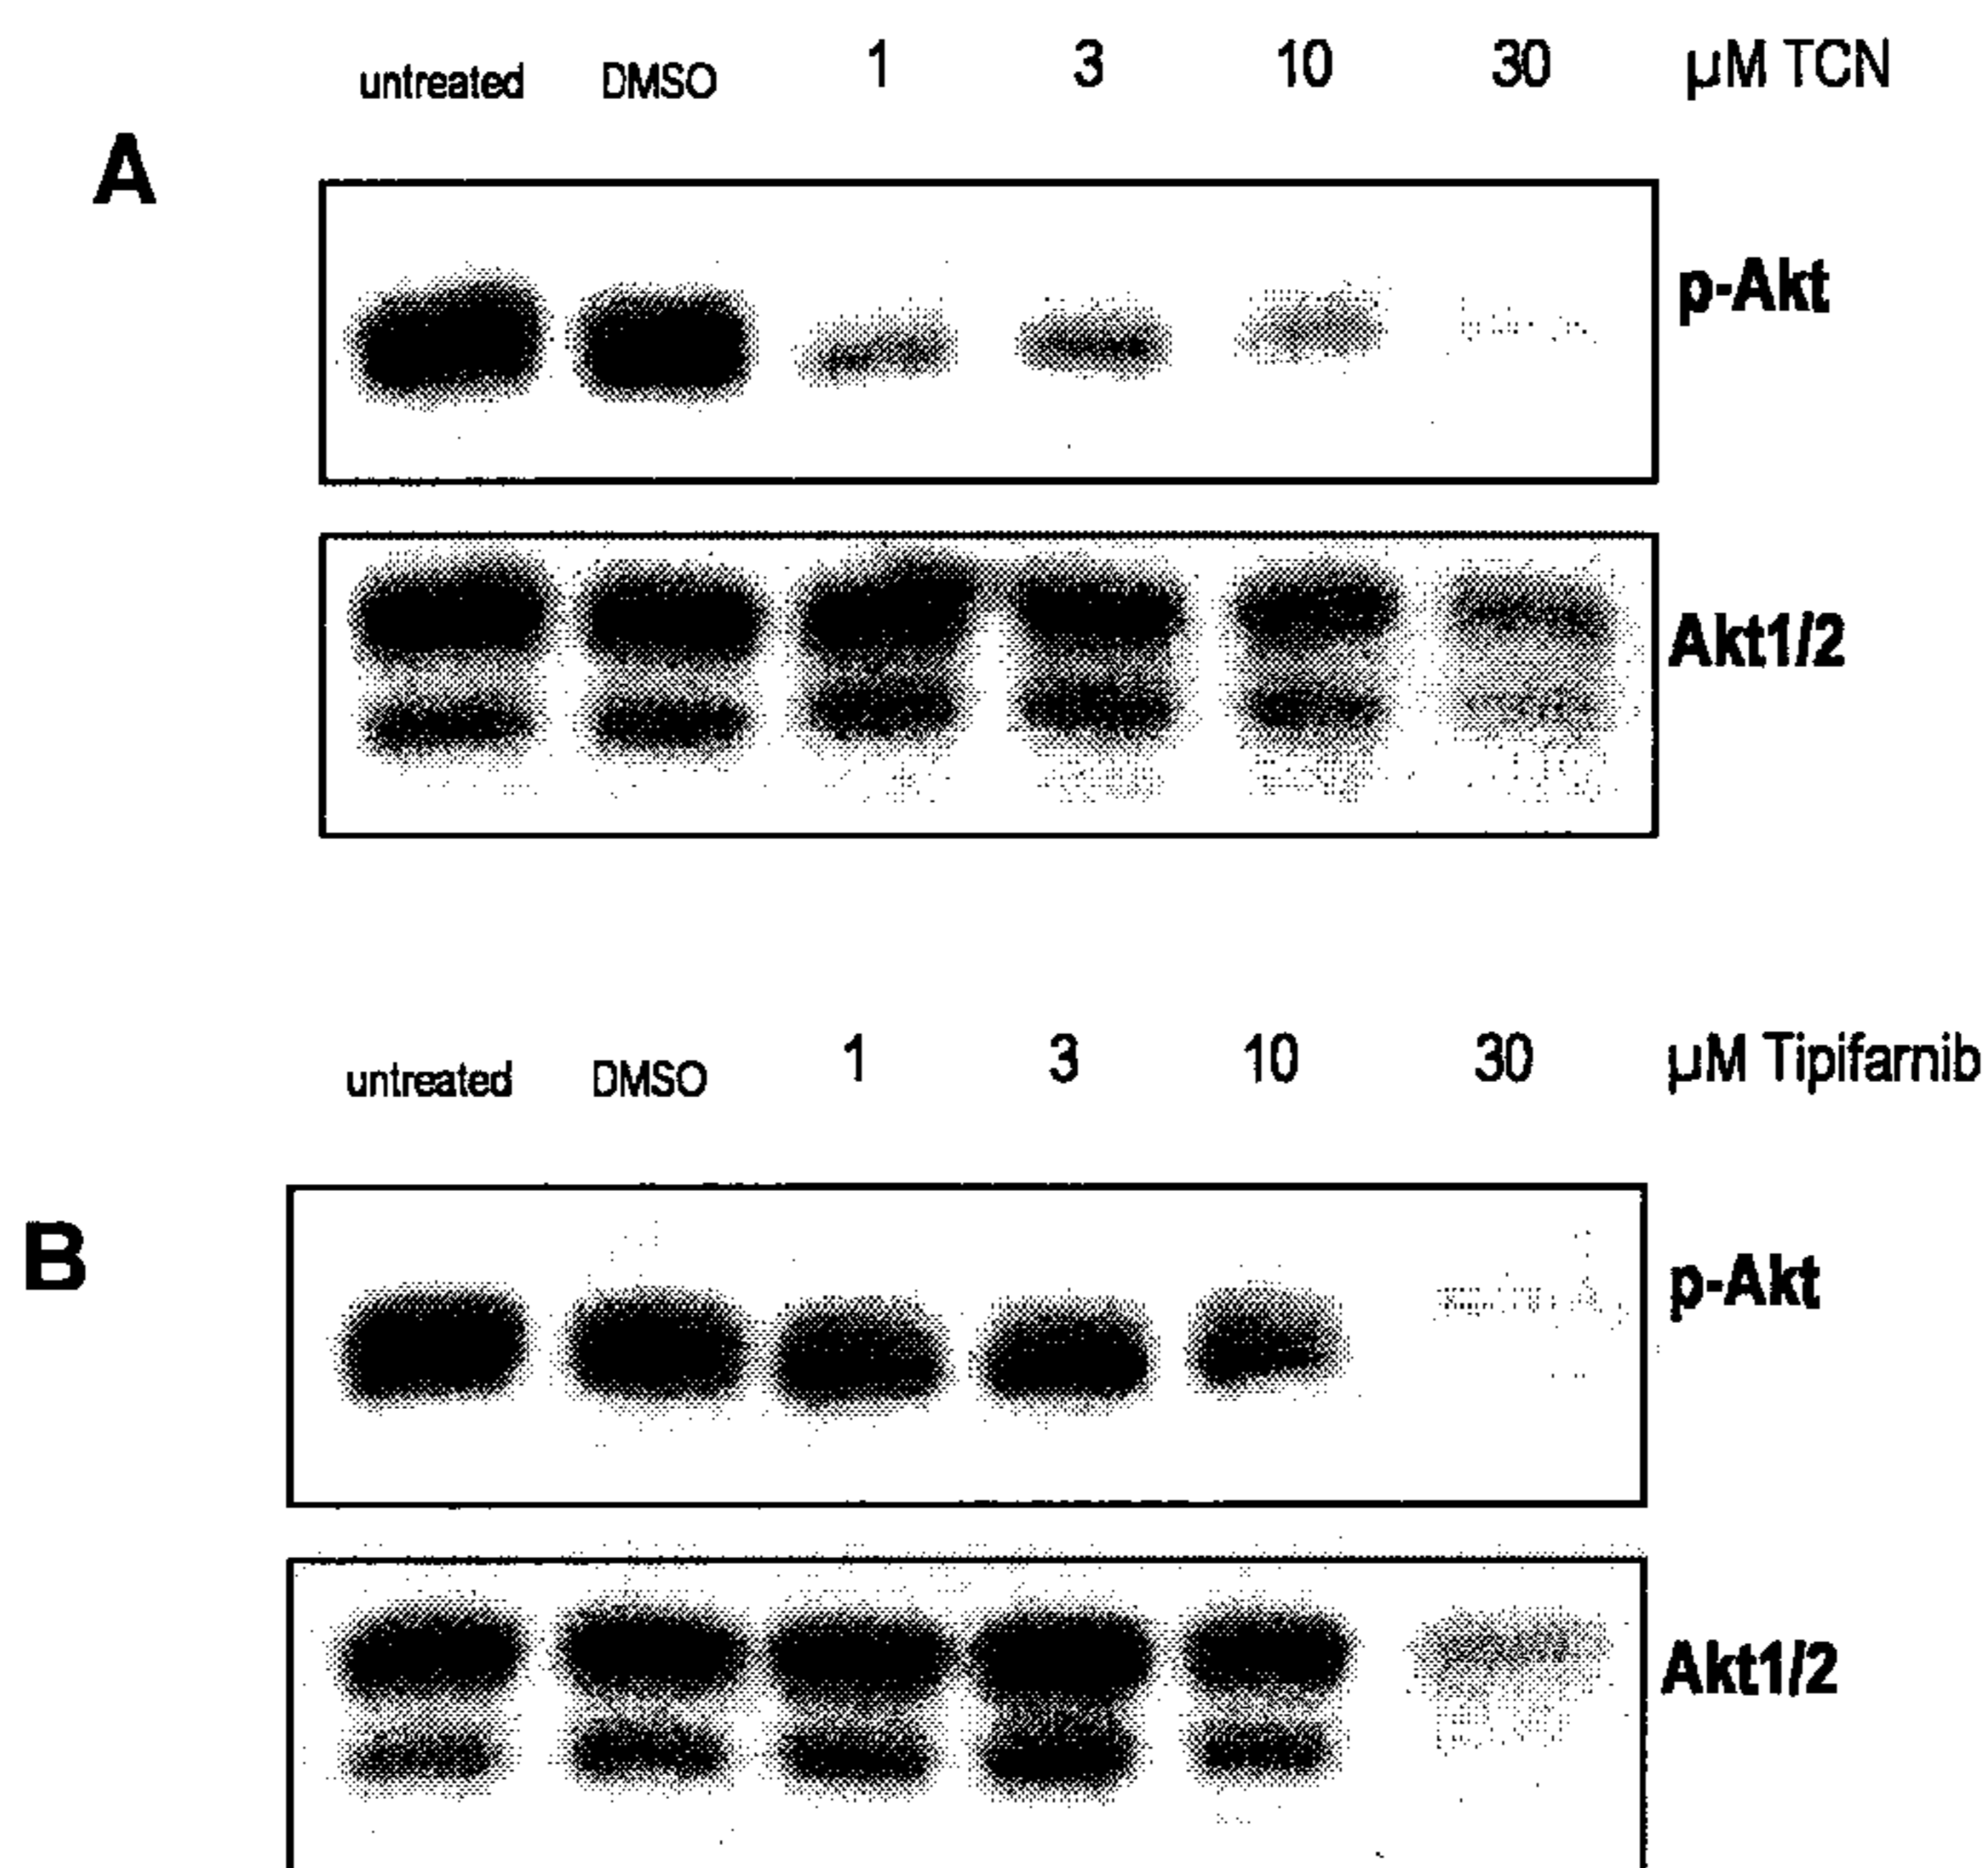 untreated DMSO 1 3 10 30 µM TCN
A
p-Akt
Akt1/2
untreated DMSO 1 3 10 30 µM Tipifarnib
B
p-Akt
Akt1/2